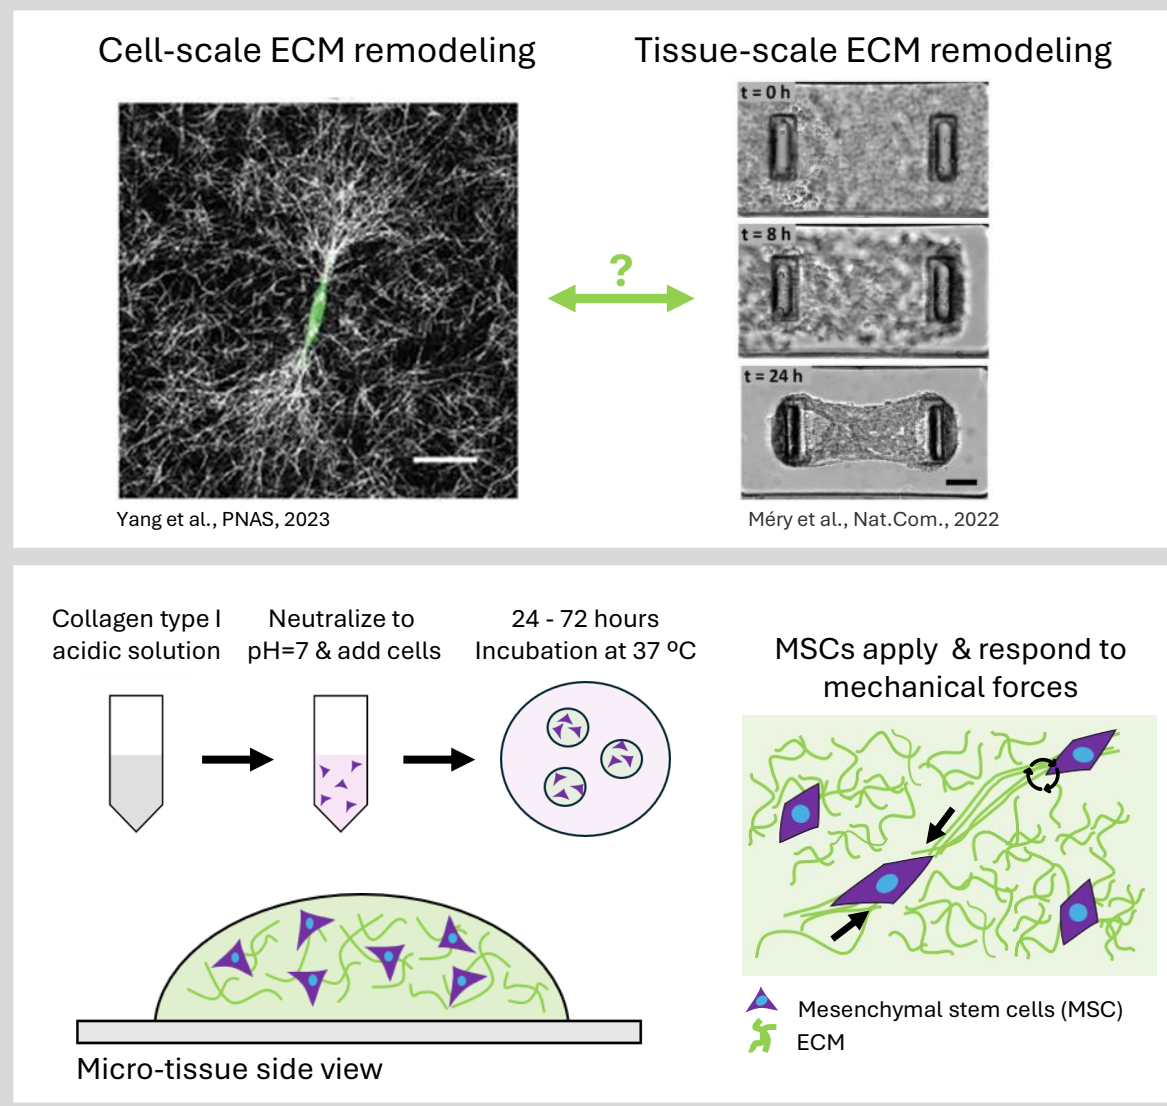 Cell-scale ECM remodeling
Tissue-scale ECM remodeling
t = 0 h
t = 8 h
t = 24 h
?
Yang et al., PNAS, 2023
Méry et al., Nat.Com., 2022
Collagen type I
acidic solution
Neutralize to
pH=7 & add cells
24 - 72 hours
Incubation at 37 ºC
MSCs apply & respond to
mechanical forces
Mesenchymal stem cells (MSC)
ECM
Micro-tissue side view